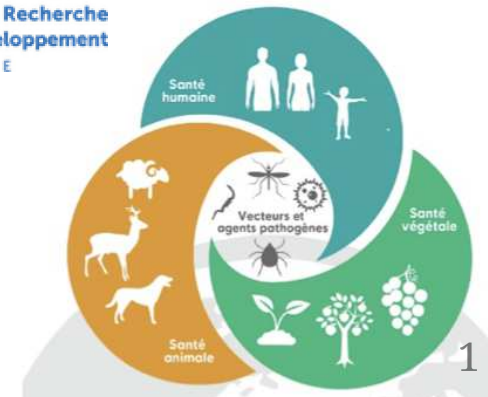 Recherche
eloppement
E
Santé
humaine
Vecteurs et
agents pathogènes
Santé
végétale
Santé
animale
1